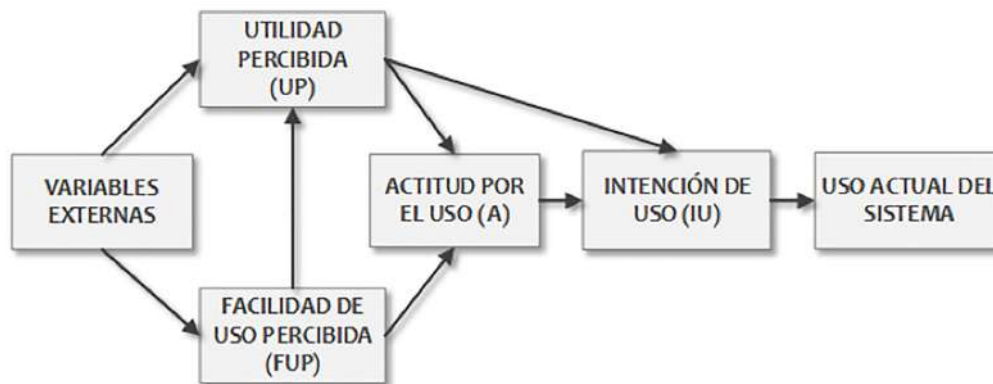 UTILIDAD
PERCIBIDA
(UP)
VARIABLES
EXTERNAS
ACTITUD POR
EL USO (A)
INTENCIÓN DE
USO (IU)
USO ACTUAL DEL
SISTEMA
FACILIDAD DE
USO PERCIBIDA
(FUP)